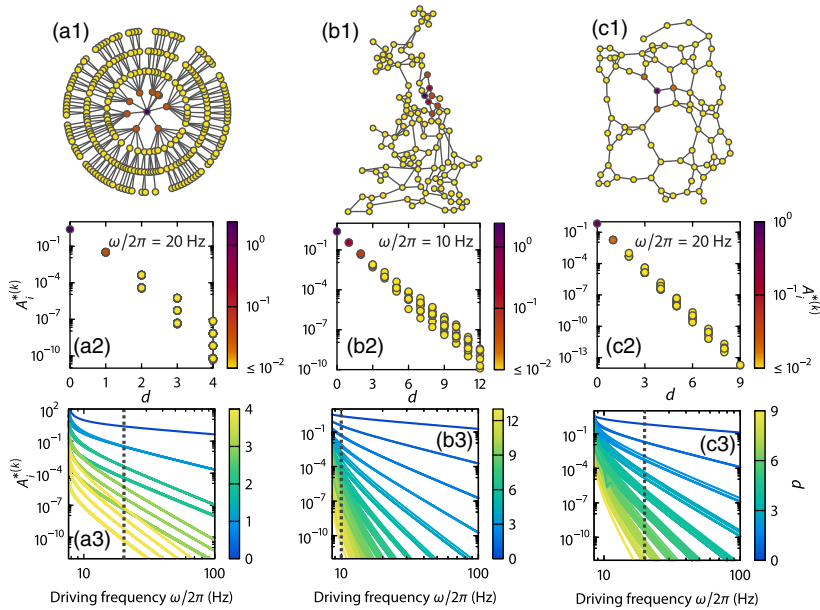 (a1)
(b1)
(c1)
A_i^{*(k)}
10^{-1}
10^{-4}
10^{-7}
10^{-10}
ω/2π = 20 Hz
(a2)
0 1 2 3 4
d
10^0
10^{-1}
≤ 10^{-2}
10^{-1}
10^{-4}
10^{-7}
10^{-10}
ω/2π = 10 Hz
(b2)
0 3 6 9 12
d
10^0
10^{-1}
≤ 10^{-2}
10^{-1}
10^{-3}
10^{-5}
10^{-7}
10^{-9}
10^{-11}
10^{-13}
ω/2π = 20 Hz
(c2)
0 3 6 9
d
10^0
10^{-1}
≤ 10^{-2}
A_i^{*(k)}
A_i^{*(k)}
10^2
10^{-1}
10^{-4}
10^{-7}
10^{-10}
(a3)
10 100
Driving frequency ω/2π (Hz)
4
3
2
1
0
10^{-1}
10^{-4}
10^{-7}
10^{-10}
(b3)
10 100
Driving frequency ω/2π (Hz)
12
9
6
3
0
10^{-1}
10^{-4}
10^{-7}
10^{-10}
(c3)
10 100
Driving frequency ω/2π (Hz)
9
6
3
0
d